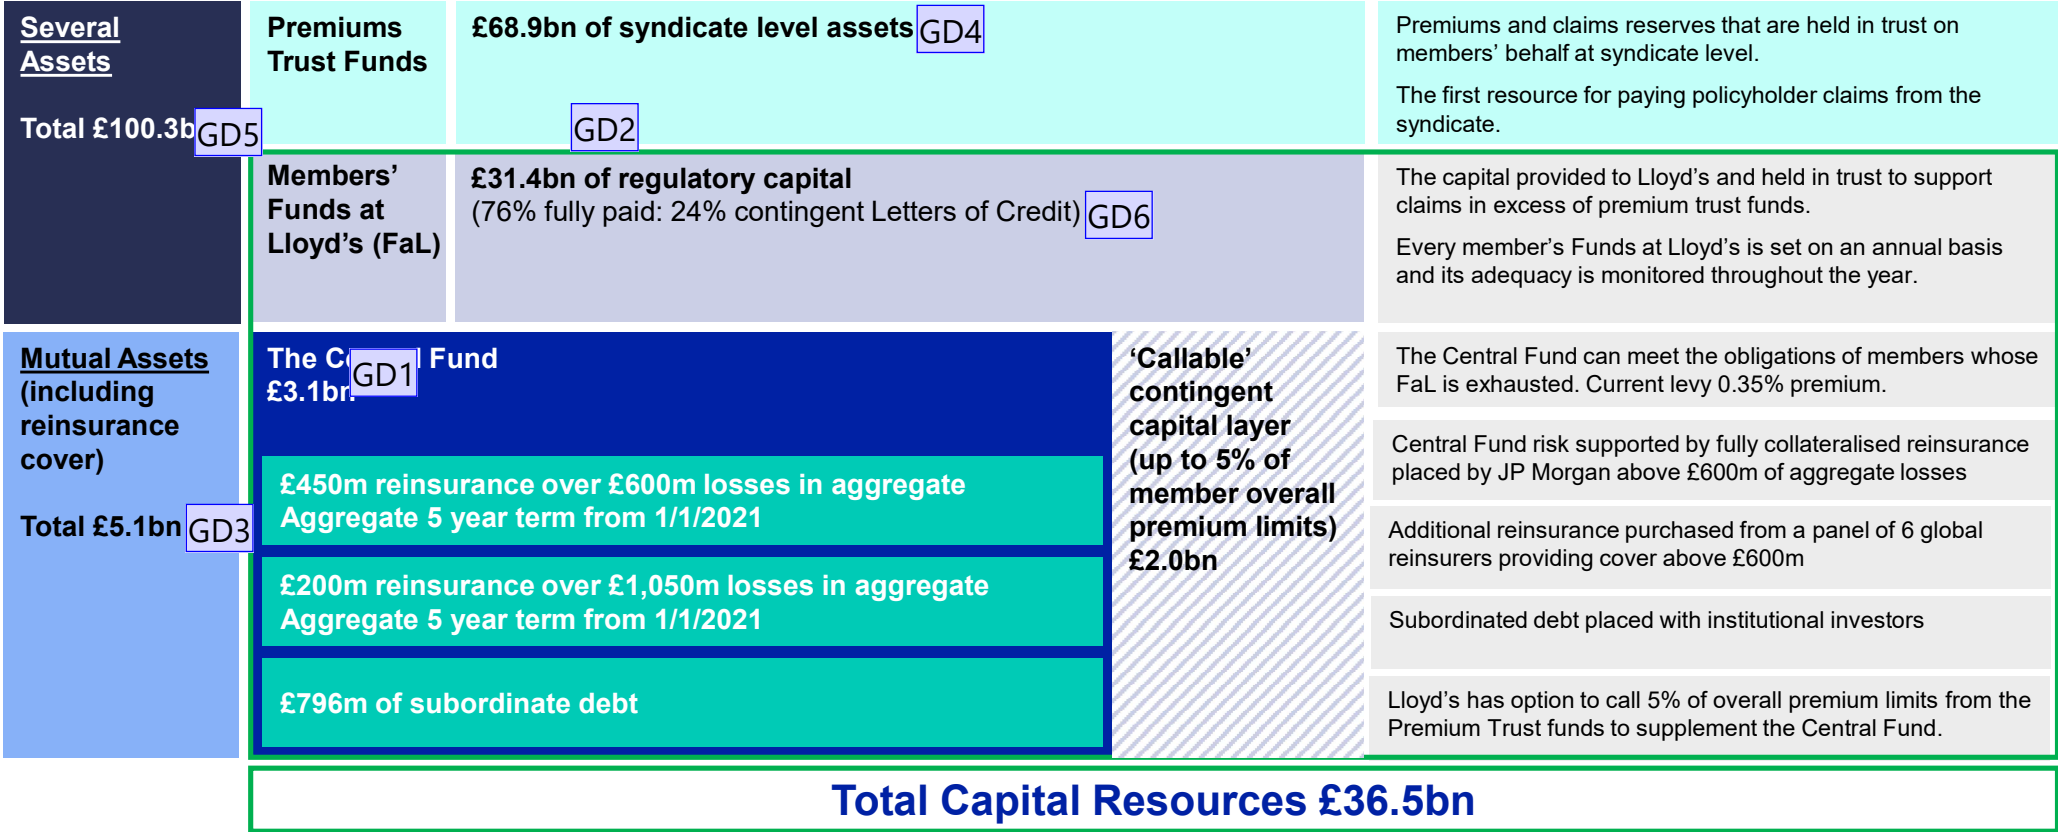 Several
Assets
Total £100.3b
GD5
Premiums
Trust Funds
£68.9bn of syndicate level assets
GD4
GD2
Premiums and claims reserves that are held in trust on
members’ behalf at syndicate level.
The first resource for paying policyholder claims from the
syndicate.
Members’
Funds at
Lloyd’s (FaL)
£31.4bn of regulatory capital
(76% fully paid: 24% contingent Letters of Credit)
GD6
The capital provided to Lloyd’s and held in trust to support
claims in excess of premium trust funds.
Every member’s Funds at Lloyd’s is set on an annual basis
and its adequacy is monitored throughout the year.
Mutual Assets
(including
reinsurance
cover)
Total £5.1bn
GD3
The Fund
GD1
£3.1bn
£450m reinsurance over £600m losses in aggregate
Aggregate 5 year term from 1/1/2021
£200m reinsurance over £1,050m losses in aggregate
Aggregate 5 year term from 1/1/2021
£796m of subordinate debt
‘Callable’
contingent
capital layer
(up to 5% of
member overall
premium limits)
£2.0bn
The Central Fund can meet the obligations of members whose
FaL is exhausted. Current levy 0.35% premium.
Central Fund risk supported by fully collateralised reinsurance
placed by JP Morgan above £600m of aggregate losses
Additional reinsurance purchased from a panel of 6 global
reinsurers providing cover above £600m
Subordinated debt placed with institutional investors
Lloyd’s has option to call 5% of overall premium limits from the
Premium Trust funds to supplement the Central Fund.
Total Capital Resources £36.5bn